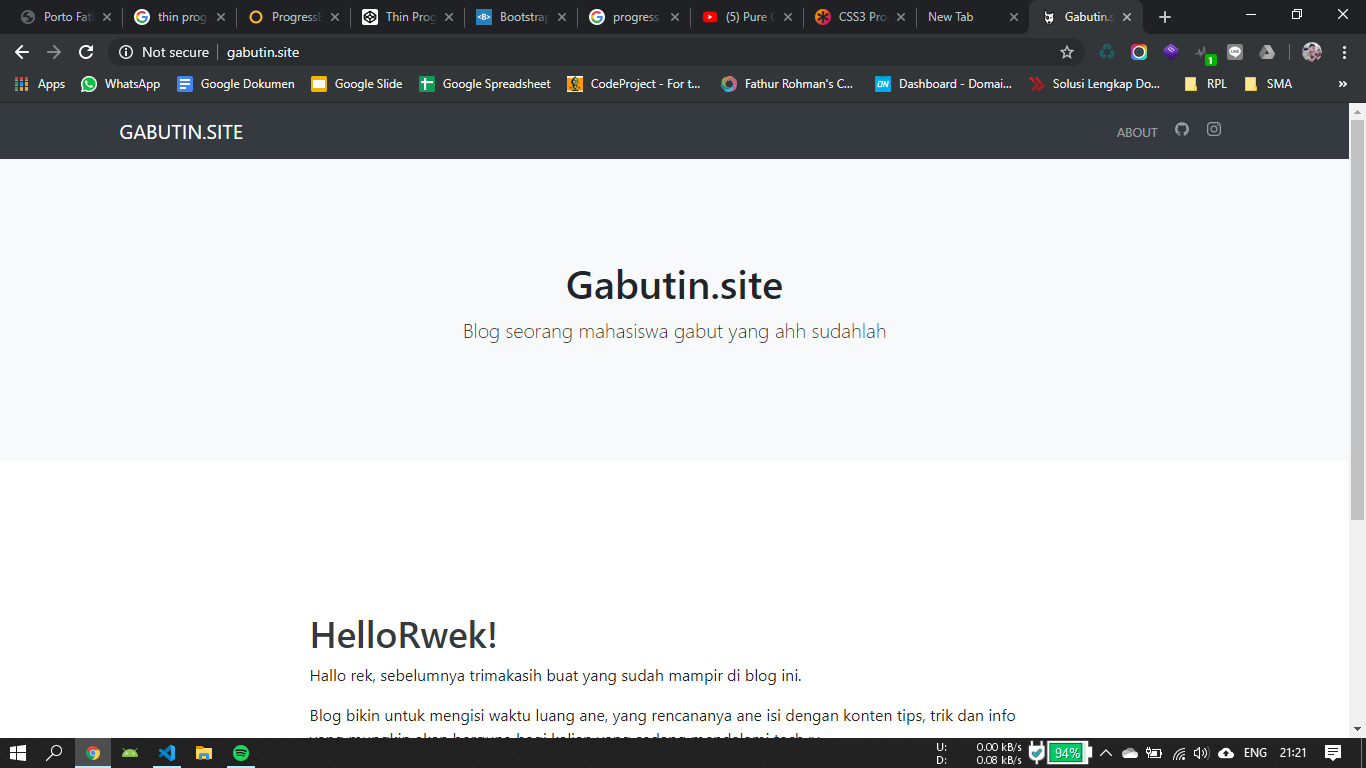 Porto Fat
thin prog
Progress
Thin Prog
Bootstrap
progress
(5) Pure
CSS3 Pro
New Tab
Gabutin.s
Not secure
gabutin.site
1
Apps
WhatsApp
Google Dokumen
Google Slide
Google Spreadsheet
CodeProject - For t...
Fathur Rohman's C...
DN
Dashboard - Domai...
Solusi Lengkap Do...
RPL
SMA
»
GABUTIN.SITE
ABOUT
Gabutin.site
Blog seorang mahasiswa gabut yang ahh sudahlah
HelloRwek!
Hallo rek, sebelumnya trimakasih buat yang sudah mampir di blog ini.
Blog bikin untuk mengisi waktu luang ane, yang rencananya ane isi dengan konten tips, trik dan info
U: 0.00 kB/s
D: 0.08 kB/s
94%
ENG
21:21